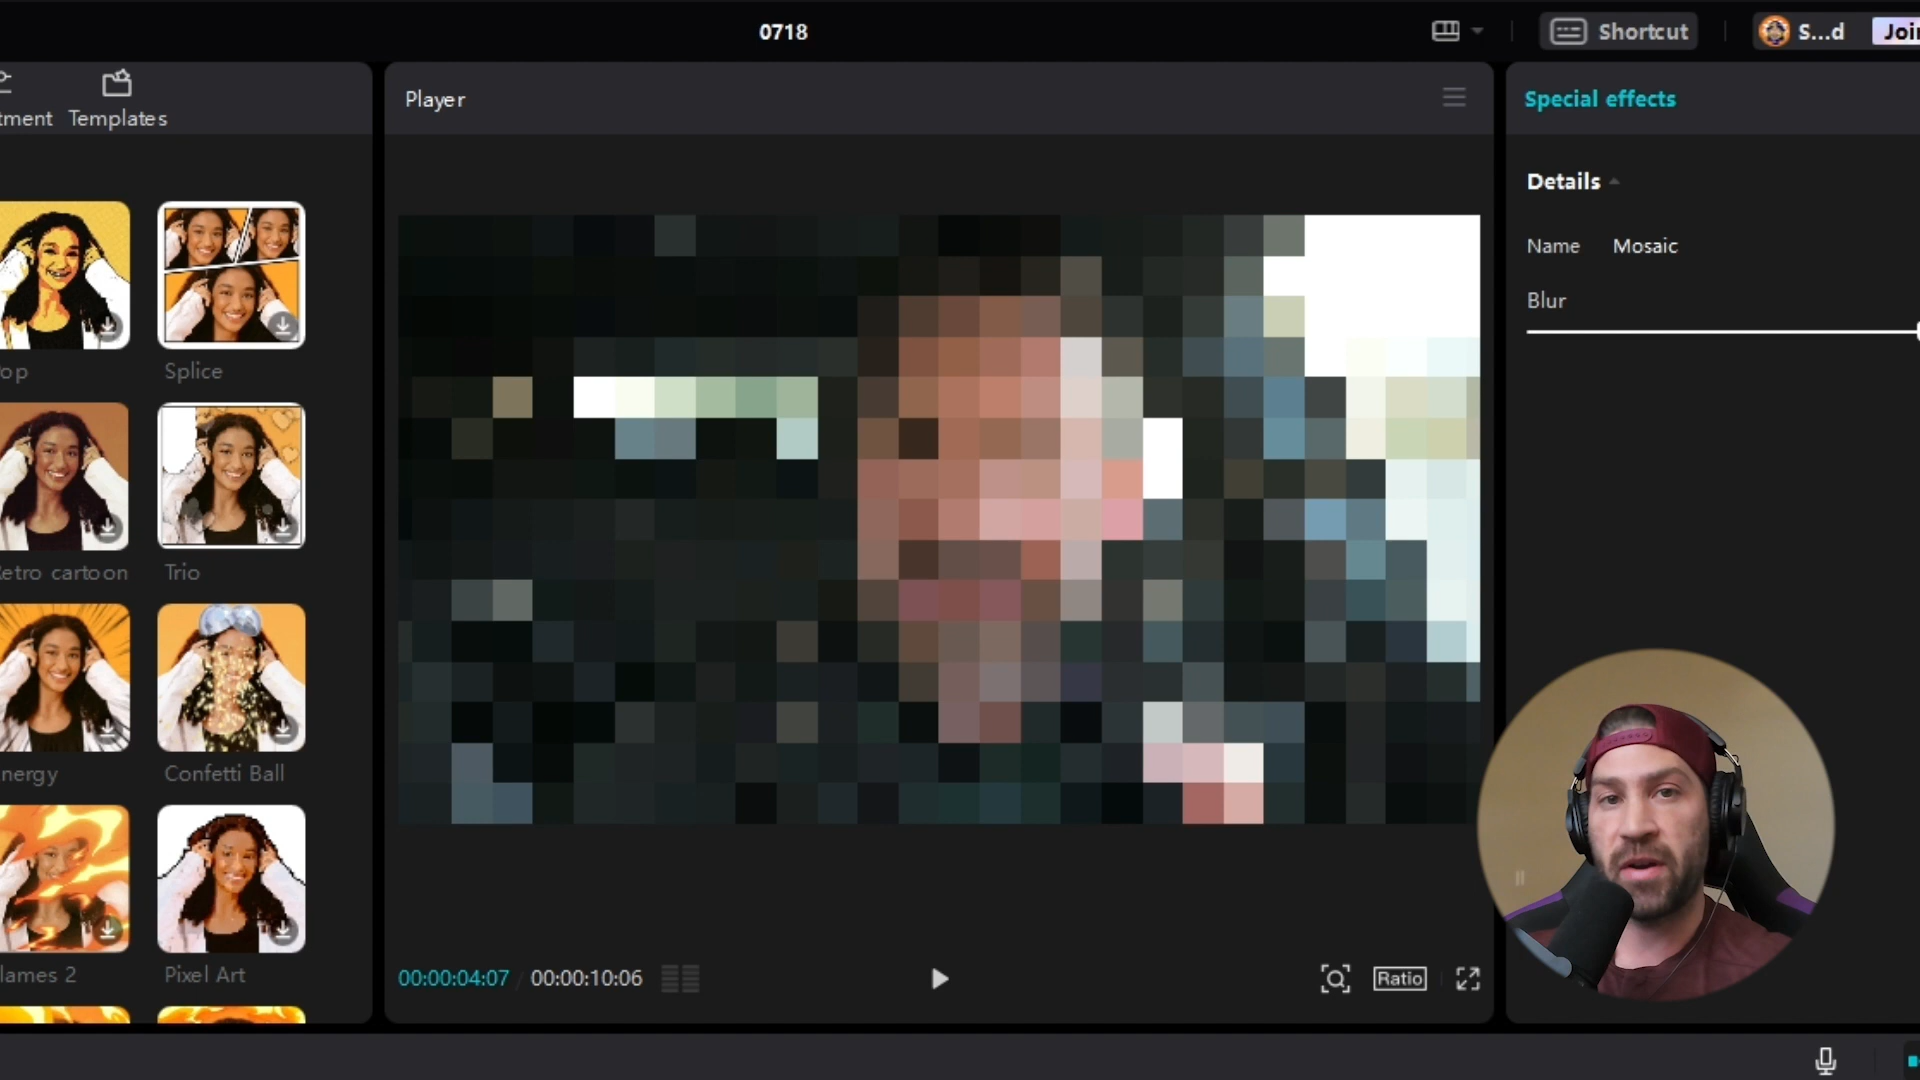 0718
Shortcut
S...d
Join
tment
Templates
Player
Special effects
Details
Name
Mosaic
Blur
op
Splice
etro cartoon
Trio
nergy
Confetti Ball
lames 2
Pixel Art
00:00:04:07
00:00:10:06
Ratio